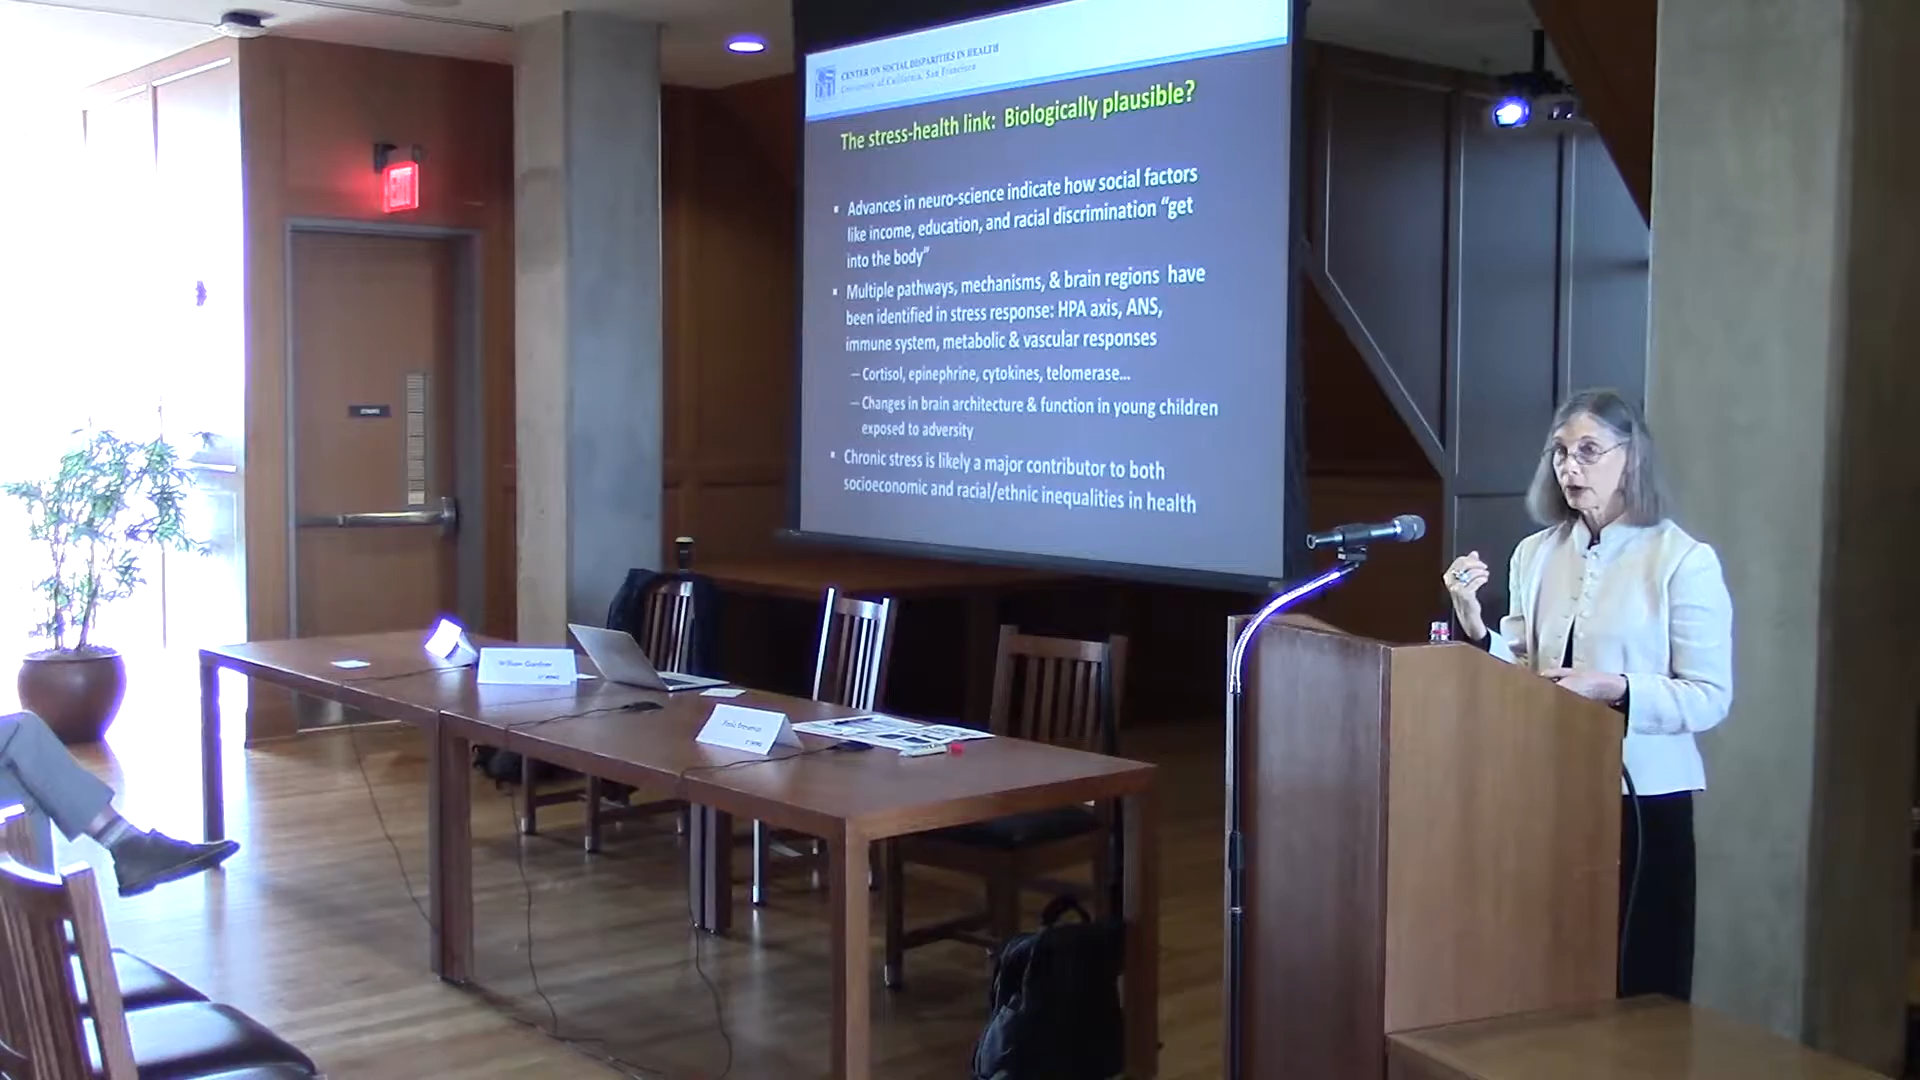 CENTER ON SOCIAL DISPARITIES IN HEALTH
University of California, San Francisco
The stress-health link: Biologically plausible?
▪ Advances in neuro-science indicate how social factors
like income, education, and racial discrimination “get
into the body”
▪ Multiple pathways, mechanisms, & brain regions have
been identified in stress response: HPA axis, ANS,
immune system, metabolic & vascular responses
– Cortisol, epinephrine, cytokines, telomerase...
– Changes in brain architecture & function in young children
exposed to adversity
▪ Chronic stress is likely a major contributor to both
socioeconomic and racial/ethnic inequalities in health
EXIT
William Gardner